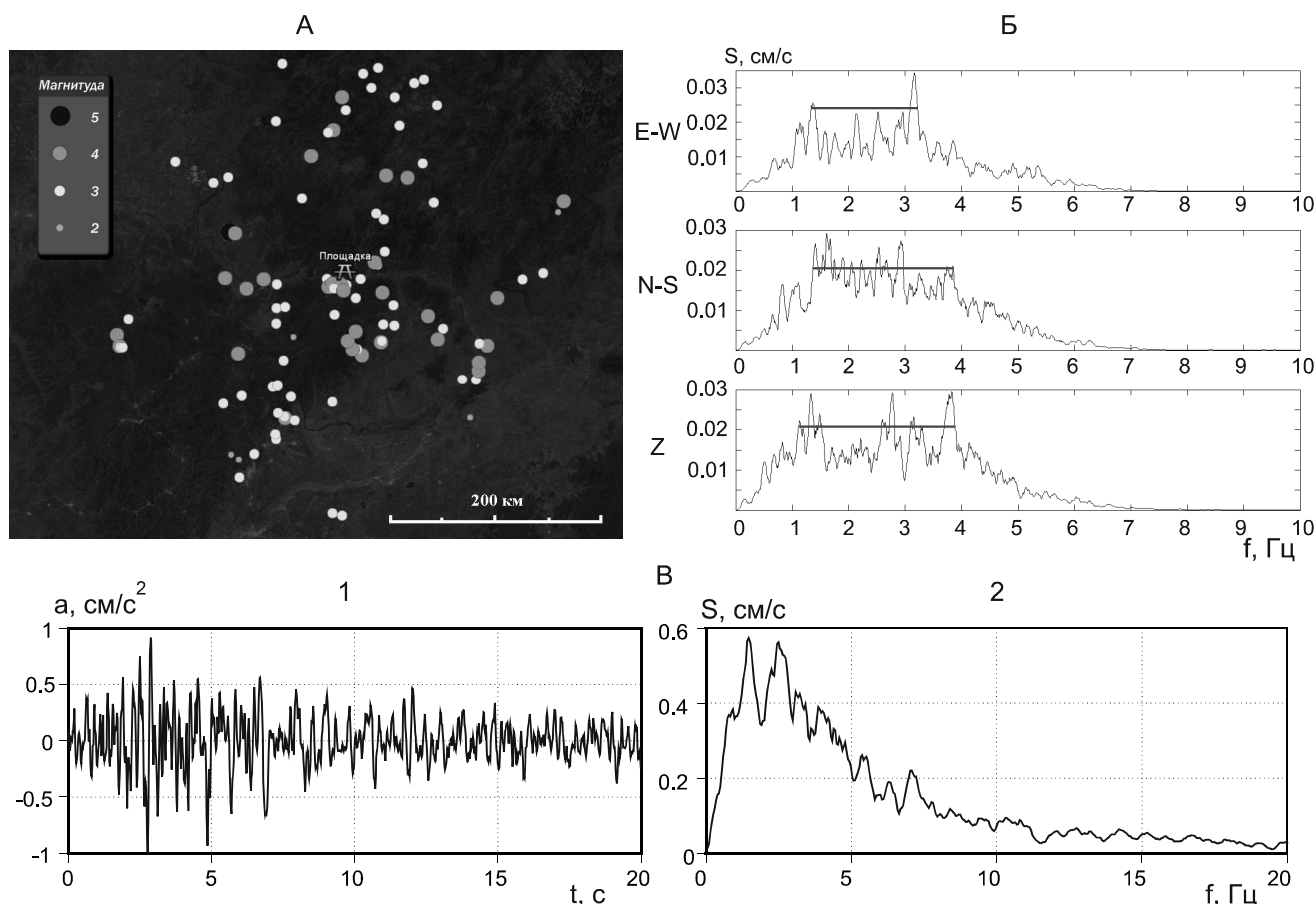 А
Магнитуда
5
4
3
2
Площадка
200 км
Б
S, см/с
0.03
0.02
0.01
E-W
0 1 2 3 4 5 6 7 8 9 10
0.03
0.02
0.01
N-S
0 1 2 3 4 5 6 7 8 9 10
0.03
0.02
0.01
Z
0 1 2 3 4 5 6 7 8 9 10
f, Гц
В
1
a, см/с²
1
0.5
0
-0.5
-1
0 5 10 15 20
t, с
2
S, см/с
0.6
0.4
0.2
0
0 5 10 15 20
f, Гц